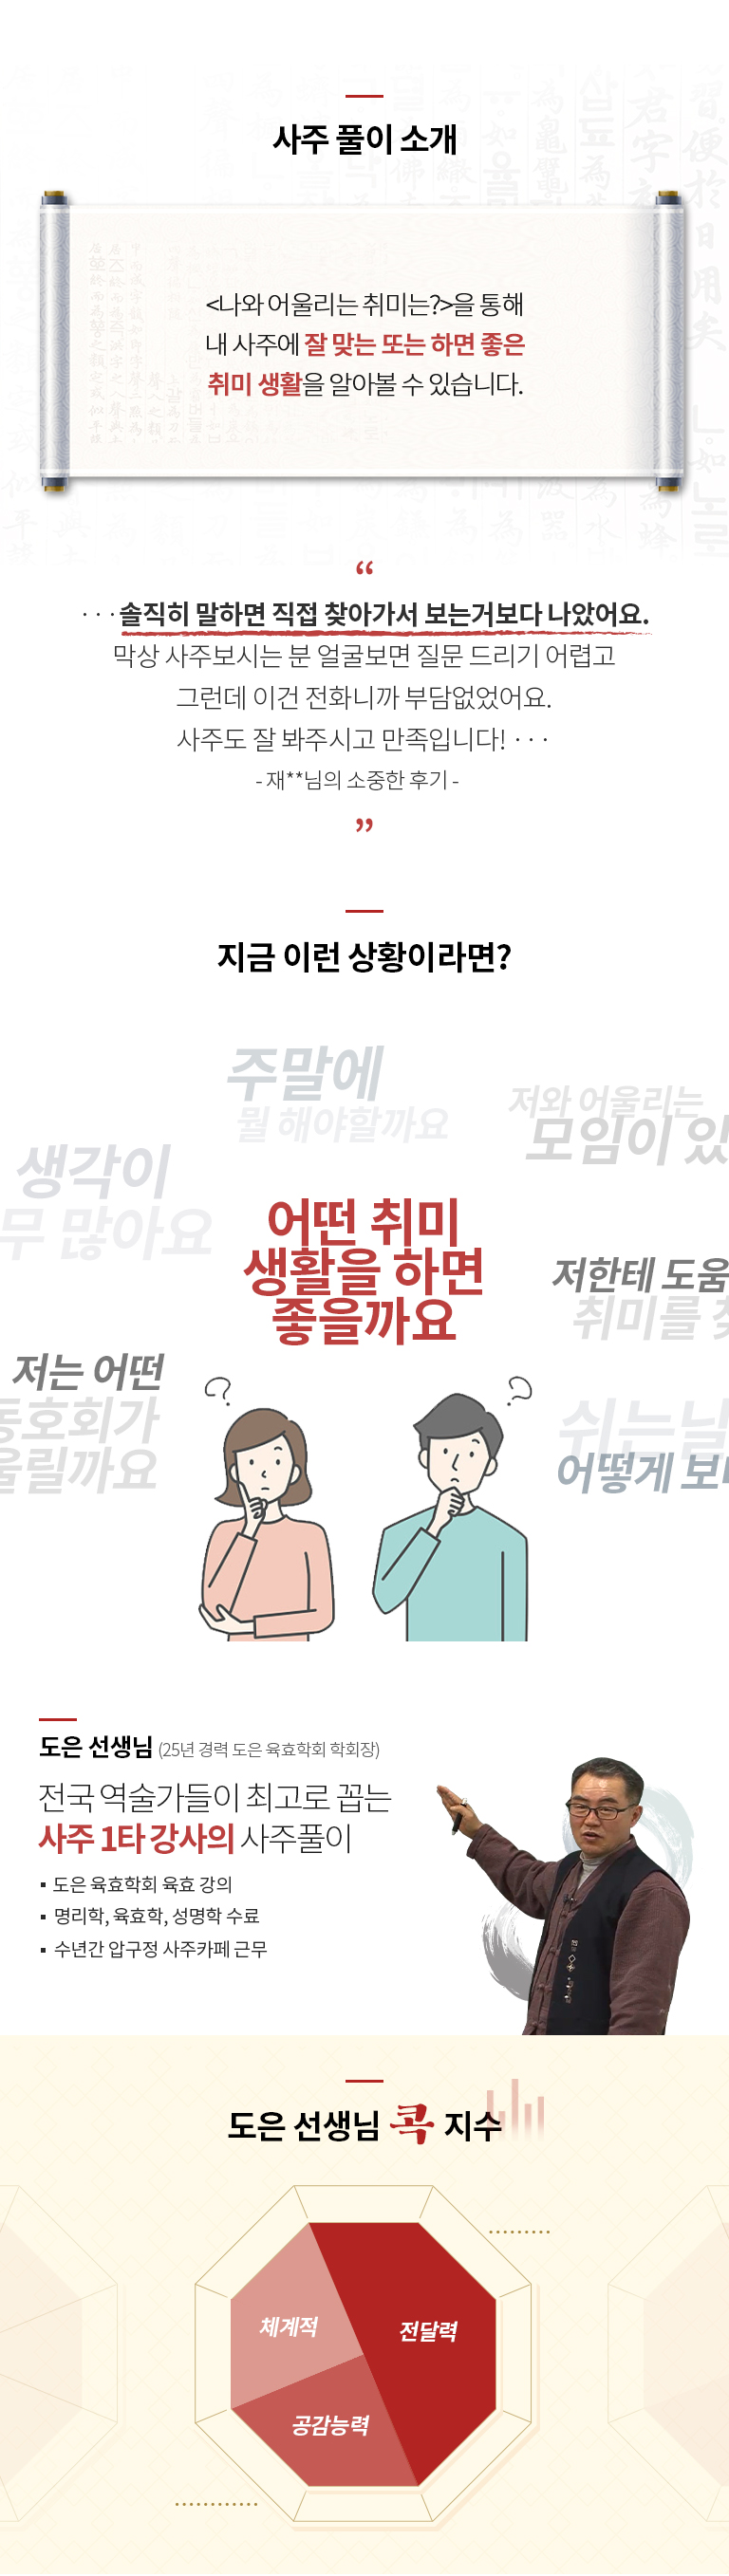 사주 풀이 소개
<나와 어울리는 취미는?>을 통해
내 사주에 잘 맞는 또는 하면 좋은
취미 생활을 알아볼 수 있습니다.
“
· · · 솔직히 말하면 직접 찾아가서 보는거보다 나았어요.
막상 사주보시는 분 얼굴보면 질문 드리기 어렵고
그런데 이건 전화니까 부담없었어요.
사주도 잘 봐주시고 만족입니다! · · ·
- 재**님의 소중한 후기 -
”
지금 이런 상황이라면?
주말에
뭘 해야할까요
저와 어울리는
모임이 있
생각이
무 많아요
어떤 취미
생활을 하면
좋을까요
저한테 도움
취미를 찾
저는 어떤
동호회가
울릴까요
쉬는날
어떻게 보내
도은 선생님 (25년 경력 도은 육효학회 학회장)
전국 역술가들이 최고로 꼽는
사주 1타 강사의 사주풀이
▪ 도은 육효학회 육효 강의
▪ 명리학, 육효학, 성명학 수료
▪ 수년간 압구정 사주카페 근무
도은 선생님 콕 지수
체계적
전달력
공감능력